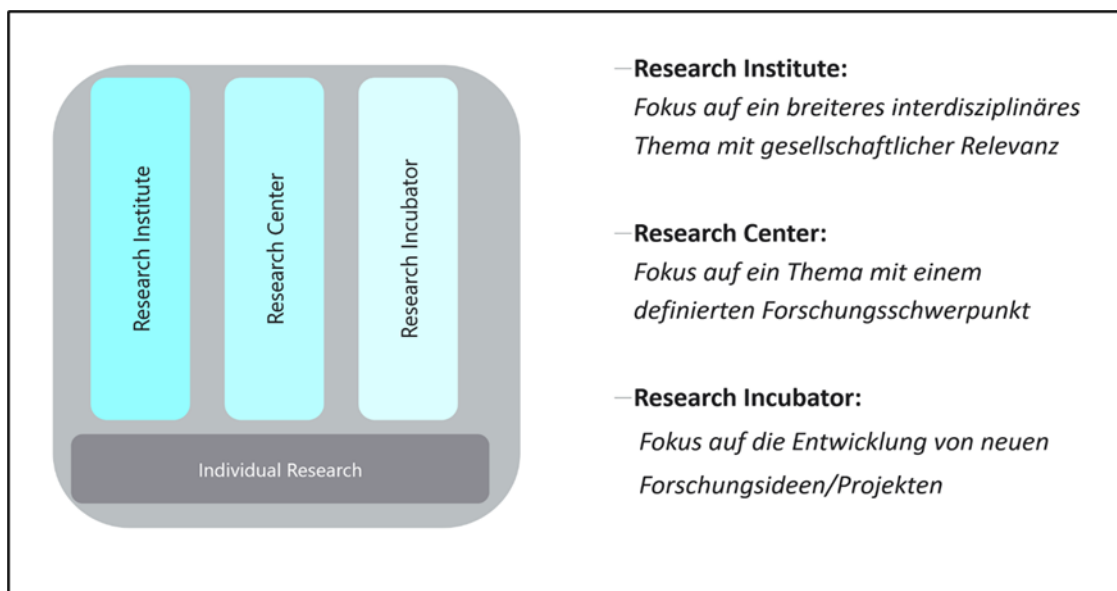 Research Institute
Research Center
Research Incubator
Individual Research
Research Institute:
Fokus auf ein breiteres interdisziplinäres
Thema mit gesellschaftlicher Relevanz
Research Center:
Fokus auf ein Thema mit einem
definierten Forschungsschwerpunkt
Research Incubator:
Fokus auf die Entwicklung von neuen
Forschungsideen/Projekten